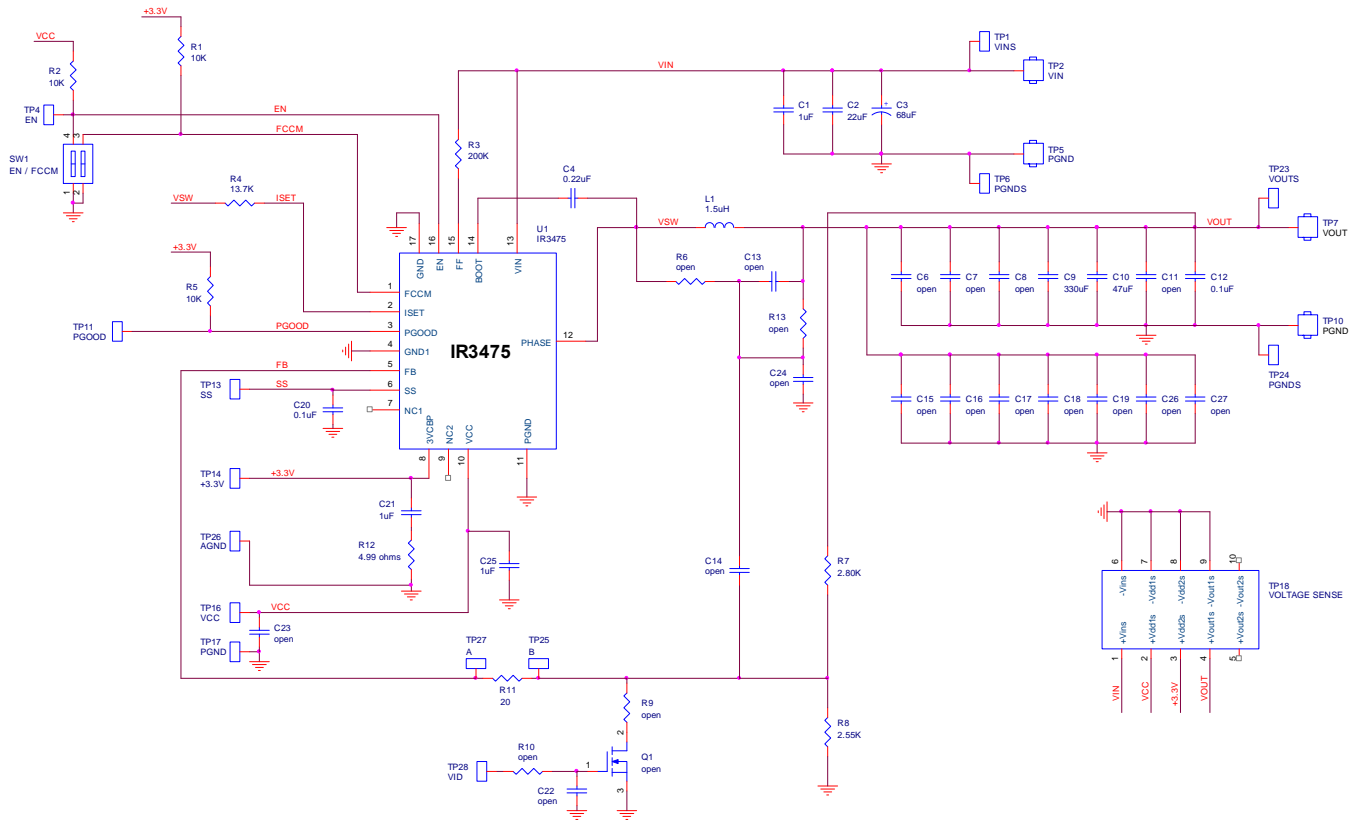 +3.3V
VCC
R1
10K
R2
10K
TP4
EN
EN
FCCM
4
3
SW1
EN / FCCM
1
2
R4
13.7K
VSW
ISET
+3.3V
R5
10K
TP11
PGOOD
PGOOD
FB
TP13
SS
SS
C20
0.1uF
TP14
+3.3V
+3.3V
C21
1uF
R12
4.99 ohms
TP26
AGND
TP16
VCC
VCC
C23
open
TP17
PGND
C25
1uF
R3
200K
VIN
C4
0.22uF
U1
IR3475
17
16
15
14
13
GND
EN
FF
BOOT
VIN
1
FCCM
2
ISET
3
PGOOD
4
GND1
5
FB
6
SS
7
NC1
IR3475
PHASE
12
3VCBP
NC2
VCC
PGND
8
9
10
11
C1
1uF
C2
22uF
+
C3
68uF
TP1
VINS
TP2
VIN
TP5
PGND
TP6
PGNDS
L1
1.5uH
VSW
R6
open
C13
open
R13
open
C24
open
C14
open
R7
2.80K
R8
2.55K
TP23
VOUTS
VOUT
TP7
VOUT
C6
open
C7
open
C8
open
C9
330uF
C10
47uF
C11
open
C12
0.1uF
TP10
PGND
TP24
PGNDS
C15
open
C16
open
C17
open
C18
open
C19
open
C26
open
C27
open
TP27
A
TP25
B
R11
20
R9
open
2
Q1
open
1
3
R10
open
TP28
VID
C22
open
6
7
8
9
10
-Vins
-Vdd1s
-Vdd2s
-Vout1s
-Vout2s
TP18
VOLTAGE SENSE
+Vins
+Vdd1s
+Vdd2s
+Vout1s
+Vout2s
1
2
3
4
5
VIN
VCC
+3.3V
VOUT